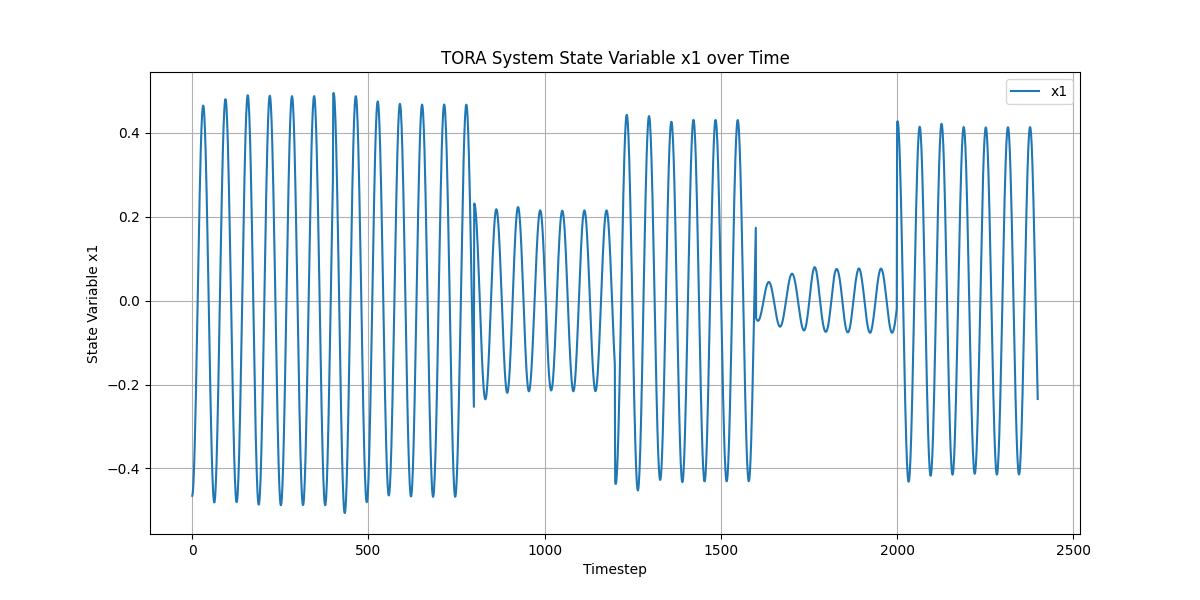 TORA System State Variable x1 over Time
x1
State Variable x1
0.4
0.2
0.0
−0.2
−0.4
0
500
1000
1500
2000
2500
Timestep